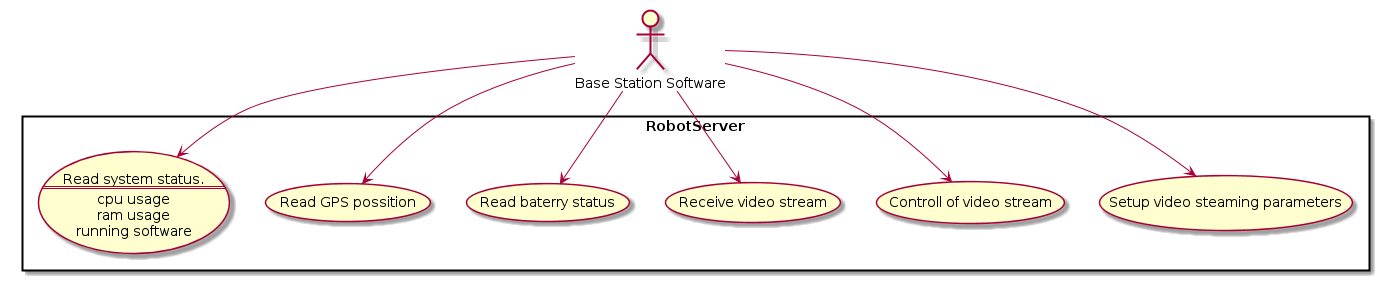 Base Station Software
RobotServer
Read system status.
cpu usage
ram usage
running software
Read GPS possition
Read baterry status
Receive video stream
Controll of video stream
Setup video steaming parameters